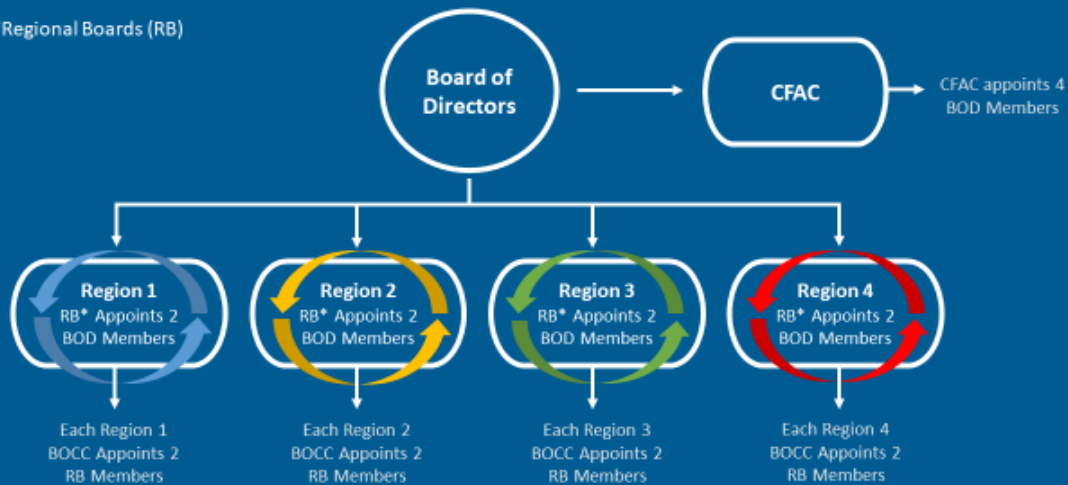 Regional Boards (RB)
Board of
Directors
CFAC
CFAC appoints 4
BOD Members
Region 1
RB* Appoints 2
BOD Members
Region 2
RB* Appoints 2
BOD Members
Region 3
RB* Appoints 2
BOD Members
Region 4
RB* Appoints 2
BOD Members
Each Region 1
BOCC Appoints 2
RB Members
Each Region 2
BOCC Appoints 2
RB Members
Each Region 3
BOCC Appoints 2
RB Members
Each Region 4
BOCC Appoints 2
RB Members